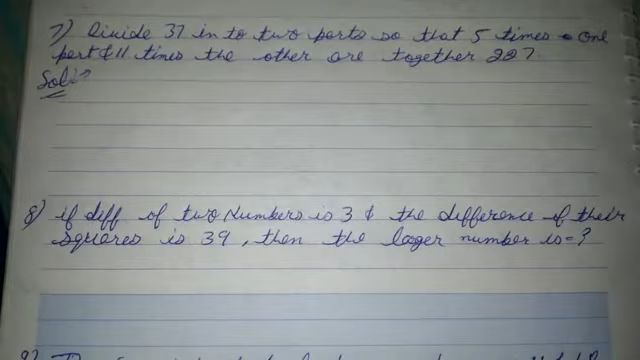 7) Divide 37 in to two parts so that 5 times one
part & 11 times the other are together 227.
Sol:-
8) if diff of two Numbers is 3 & the difference of their
squares is 39, then the lager number is = ?